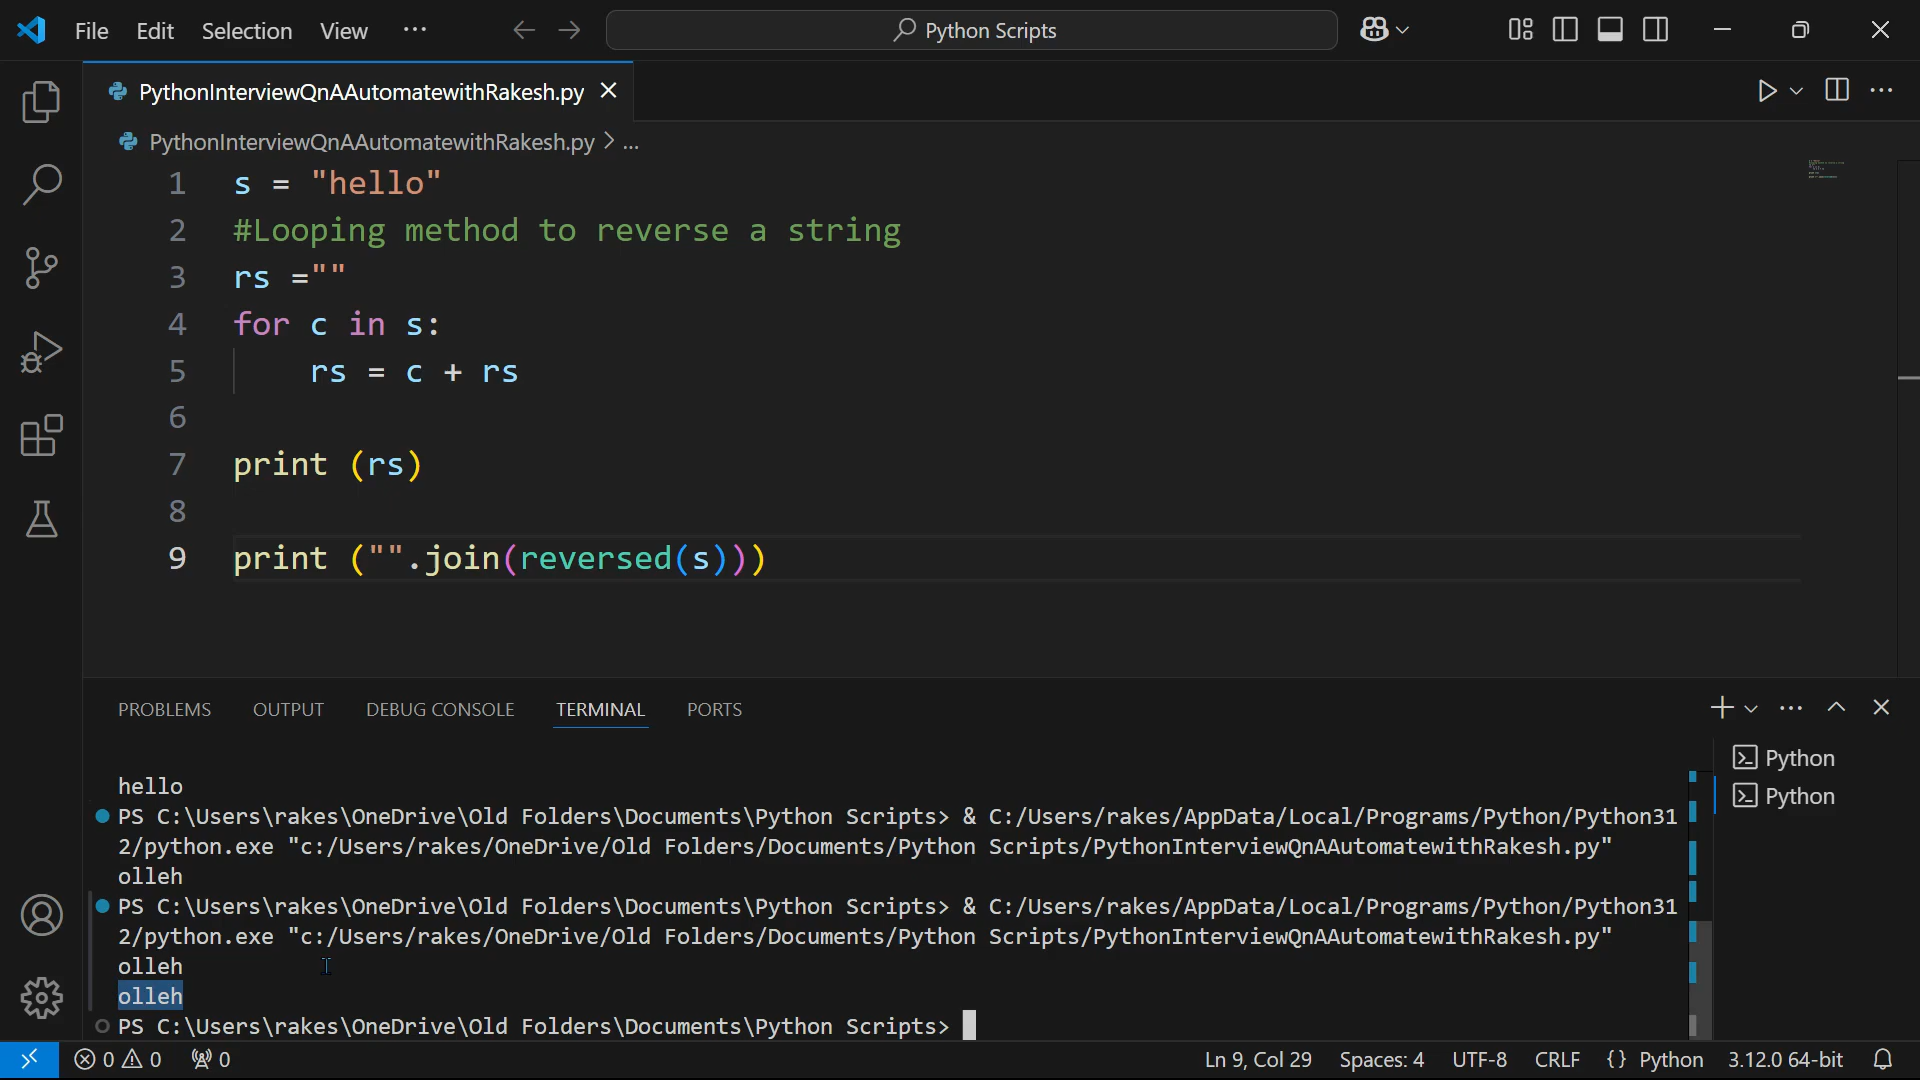 File Edit Selection View ··· Python Scripts
PythonInterviewQnAAutomatewithRakesh.py
PythonInterviewQnAAutomatewithRakesh.py > ...
1 s = "hello"
2 #Looping method to reverse a string
3 rs =""
4 for c in s:
5     rs = c + rs
6
7 print (rs)
8
9 print ("".join(reversed(s)))
PROBLEMS OUTPUT DEBUG CONSOLE TERMINAL PORTS
hello
PS C:\Users\rakes\OneDrive\Old Folders\Documents\Python Scripts> & C:/Users/rakes/AppData/Local/Programs/Python/Python31
2/python.exe "c:/Users/rakes/OneDrive/Old Folders/Documents/Python Scripts/PythonInterviewQnAAutomatewithRakesh.py"
olleh
PS C:\Users\rakes\OneDrive\Old Folders\Documents\Python Scripts> & C:/Users/rakes/AppData/Local/Programs/Python/Python31
2/python.exe "c:/Users/rakes/OneDrive/Old Folders/Documents/Python Scripts/PythonInterviewQnAAutomatewithRakesh.py"
olleh
olleh
PS C:\Users\rakes\OneDrive\Old Folders\Documents\Python Scripts>
Python
Python
0 0 0 Ln 9, Col 29 Spaces: 4 UTF-8 CRLF {} Python 3.12.0 64-bit